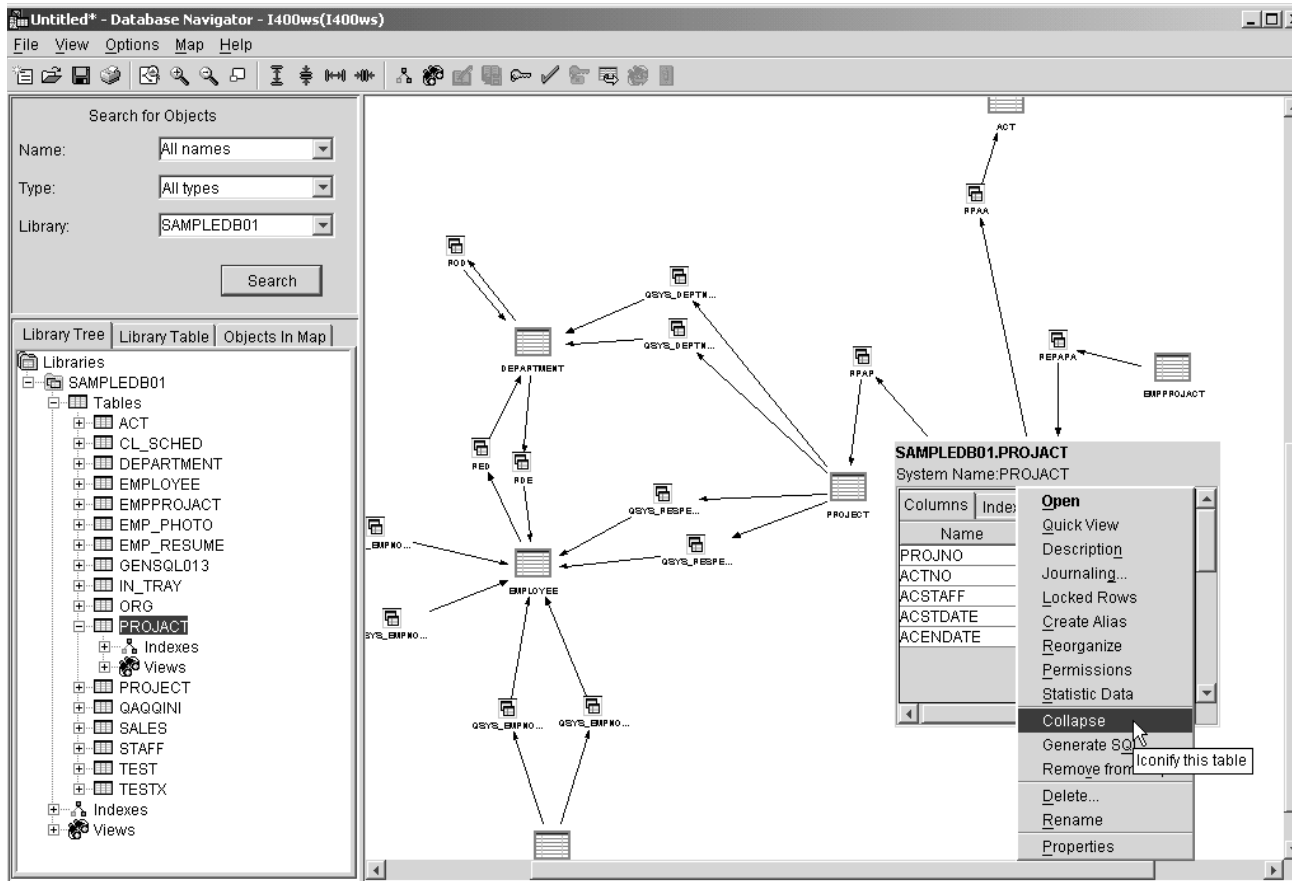 Untitled* - Database Navigator - I400ws(I400ws)
File View Options Map Help
Search for Objects
Name: All names
Type: All types
Library: SAMPLEDB01
Search
Library Tree Library Table Objects In Map
Libraries
SAMPLEDB01
Tables
ACT
CL_SCHED
DEPARTMENT
EMPLOYEE
EMPPROJACT
EMP_PHOTO
EMP_RESUME
GENSQL013
IN_TRAY
ORG
PROJACT
Indexes
Views
PROJECT
QAQQINI
SALES
STAFF
TEST
TESTX
Indexes
Views
ACT
RPAA
ROD
QSYS_DEPTN...
QSYS_DEPTN...
DEPARTMENT
RPAP
REPAPA
EMPPROJACT
RED
RDE
QSYS_RESPE...
PROJECT
_EMPNO...
QSYS_RESPE...
EMPLOYEE
SYS_EMPNO...
QSYS_EMPNO...
QSYS_EMPNO...
SAMPLEDB01.PROJACT
System Name:PROJACT
Columns
Name
PROJNO
ACTNO
ACSTAFF
ACSTDATE
ACENDATE
Open
Quick View
Description
Journaling...
Locked Rows
Create Alias
Reorganize
Permissions
Statistic Data
Collapse
Generate SQ
Iconify this table
Remove from
Delete...
Rename
Properties